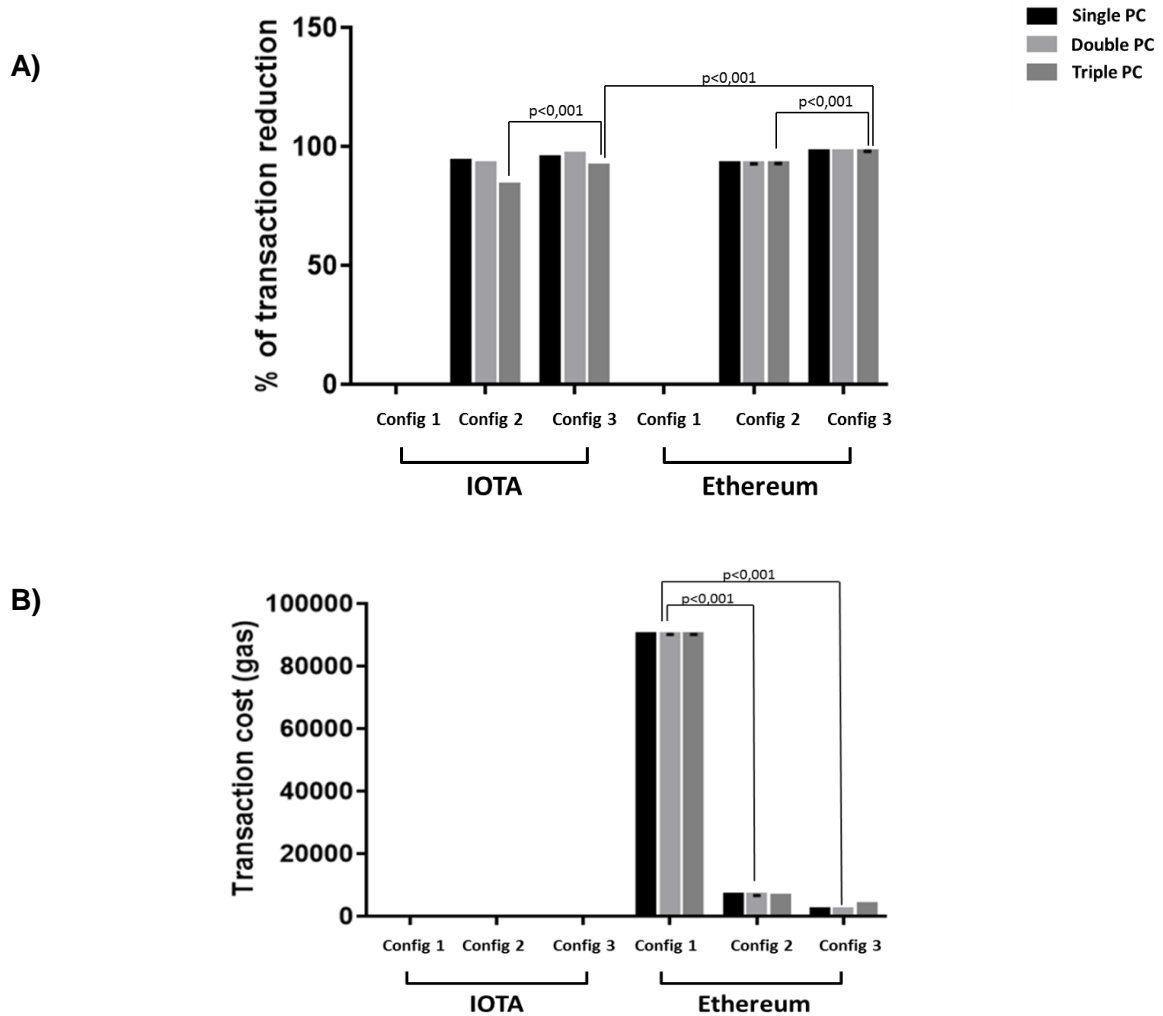 A)
% of transaction reduction
150
100
50
0
p<0,001
p<0,001
p<0,001
Single PC
Double PC
Triple PC
Config 1 Config 2 Config 3 Config 1 Config 2 Config 3
IOTA Ethereum
B)
Transaction cost (gas)
100000
80000
60000
40000
20000
0
p<0,001
p<0,001
Config 1 Config 2 Config 3 Config 1 Config 2 Config 3
IOTA Ethereum